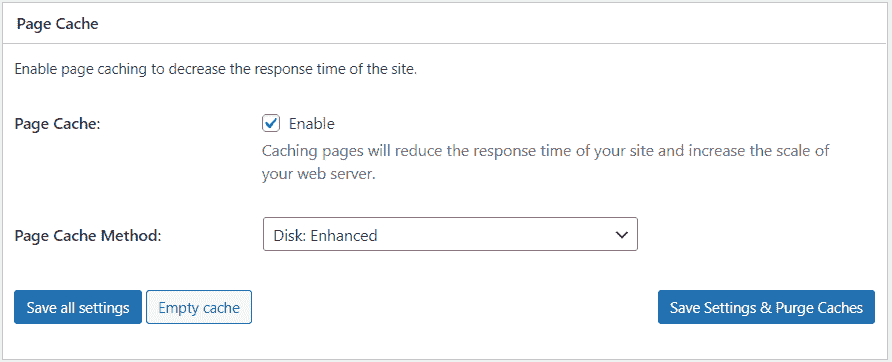 Page Cache
Enable page caching to decrease the response time of the site.
Page Cache:
Enable
Caching pages will reduce the response time of your site and increase the scale of
your web server.
Page Cache Method:
Disk: Enhanced
Save all settings
Empty cache
Save Settings & Purge Caches